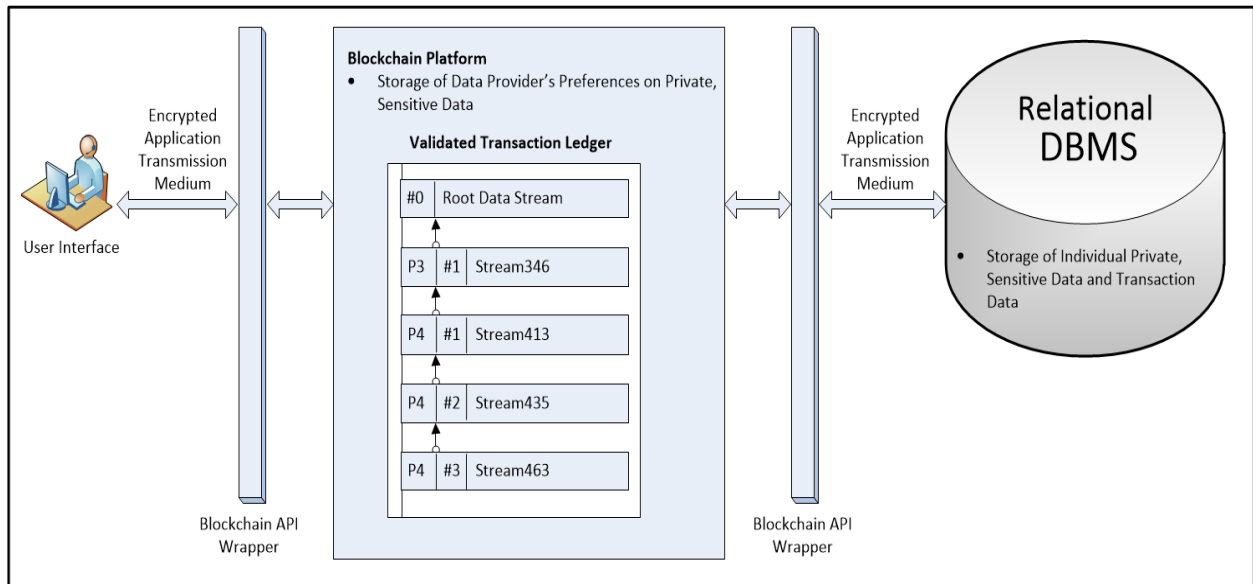 Encrypted
Application
Transmission
Medium
User Interface
Blockchain API
Wrapper
Blockchain Platform
• Storage of Data Provider’s Preferences on Private,
Sensitive Data
Validated Transaction Ledger
#0 Root Data Stream
P3 #1 Stream346
P4 #1 Stream413
P4 #2 Stream435
P4 #3 Stream463
Blockchain API
Wrapper
Encrypted
Application
Transmission
Medium
Relational
DBMS
• Storage of Individual Private,
Sensitive Data and Transaction
Data